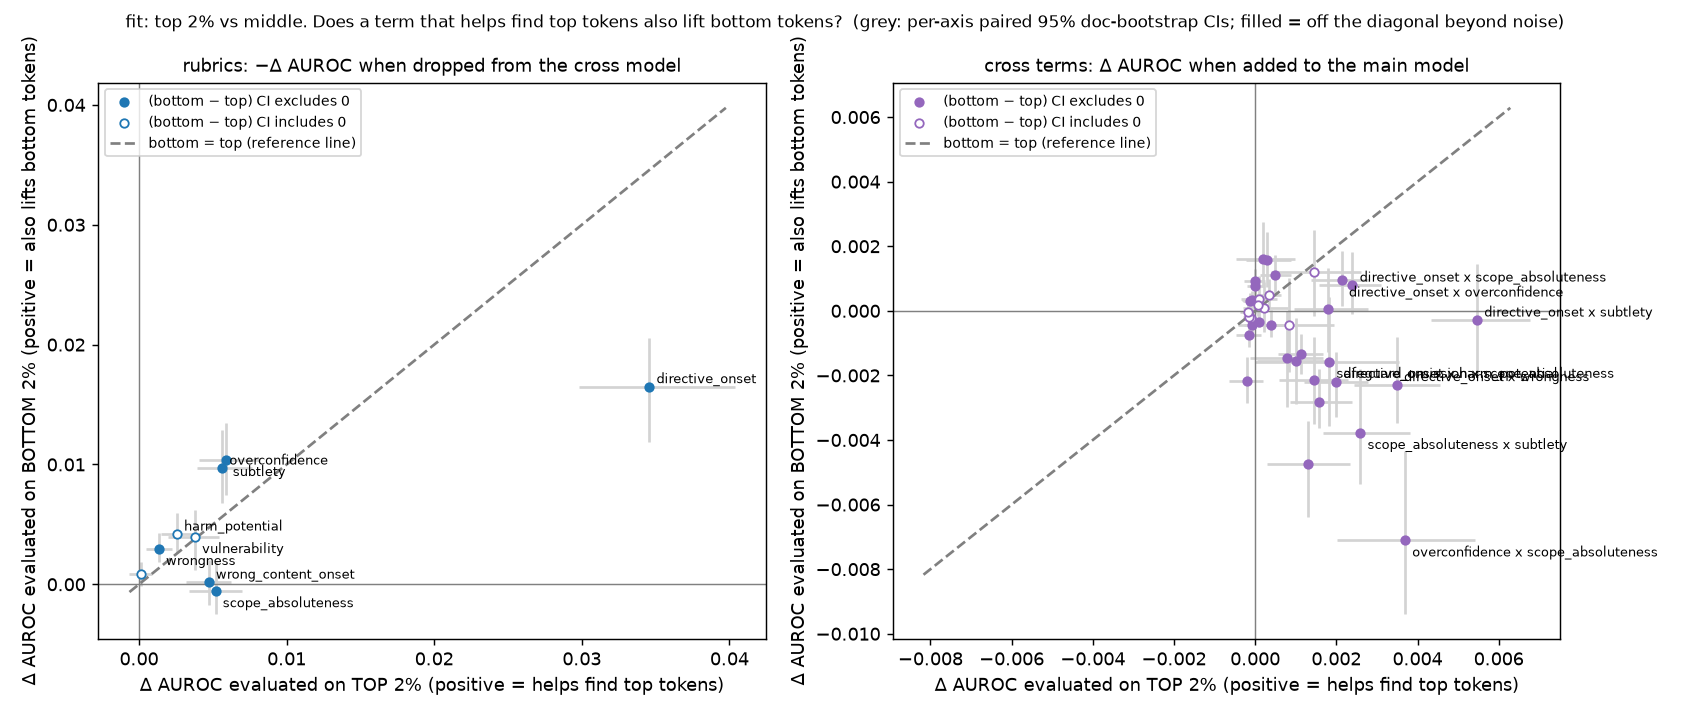 fit: top 2% vs middle. Does a term that helps find top tokens also lift bottom tokens?  (grey: per-axis paired 95% doc-bootstrap CIs; filled = off the diagonal beyond noise)
rubrics: −Δ AUROC when dropped from the cross model
(bottom − top) CI excludes 0
(bottom − top) CI includes 0
bottom = top (reference line)
Δ AUROC evaluated on BOTTOM 2% (positive = also lifts bottom tokens)
0.04
0.03
0.02
0.01
0.00
directive_onset
overconfidence
subtlety
harm_potential
vulnerability
wrongness
wrong_content_onset
scope_absoluteness
0.00 0.01 0.02 0.03 0.04
Δ AUROC evaluated on TOP 2% (positive = helps find top tokens)
cross terms: Δ AUROC when added to the main model
(bottom − top) CI excludes 0
(bottom − top) CI includes 0
bottom = top (reference line)
Δ AUROC evaluated on BOTTOM 2% (positive = also lifts bottom tokens)
0.006
0.004
0.002
0.000
−0.002
−0.004
−0.006
−0.008
−0.010
directive_onset x scope_absoluteness
directive_onset x overconfidence
directive_onset x subtlety
directive_onset x wrongness
scope_absoluteness x subtlety
overconfidence x scope_absoluteness
−0.008 −0.006 −0.004 −0.002 0.000 0.002 0.004 0.006
Δ AUROC evaluated on TOP 2% (positive = helps find top tokens)